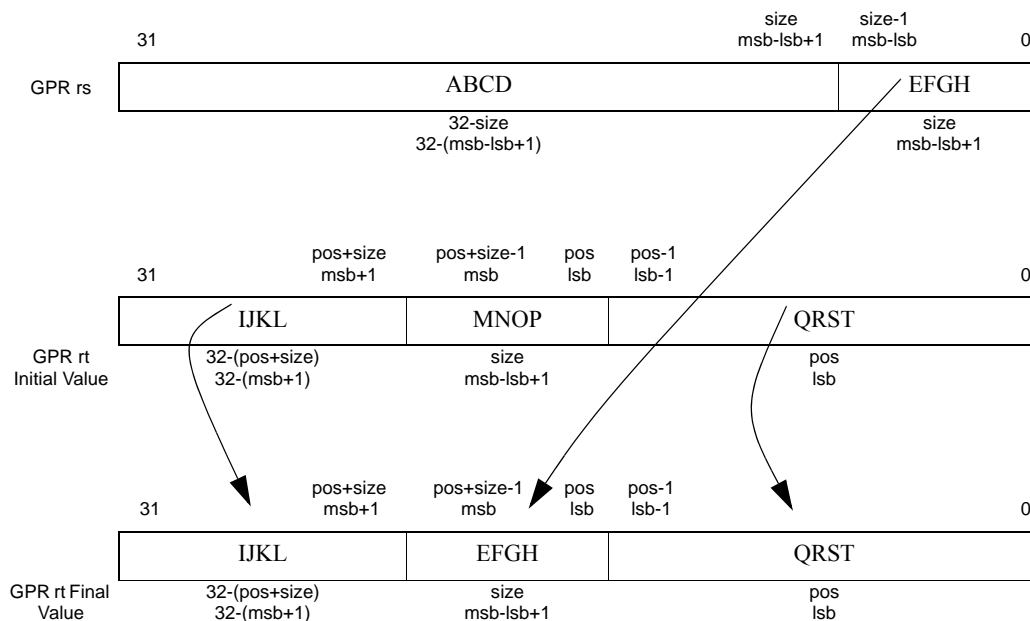 31 size size-1 0
msb-lsb+1 msb-lsb
GPR rs ABCD EFGH
32-size size
32-(msb-lsb+1) msb-lsb+1
31 pos+size pos+size-1 pos pos-1 0
msb+1 msb lsb lsb-1
IJKL MNOP QRST
GPR rt 32-(pos+size) size pos
Initial Value 32-(msb+1) msb-lsb+1 lsb
31 pos+size pos+size-1 pos pos-1 0
msb+1 msb lsb lsb-1
IJKL EFGH QRST
GPR rt Final 32-(pos+size) size pos
Value 32-(msb+1) msb-lsb+1 lsb